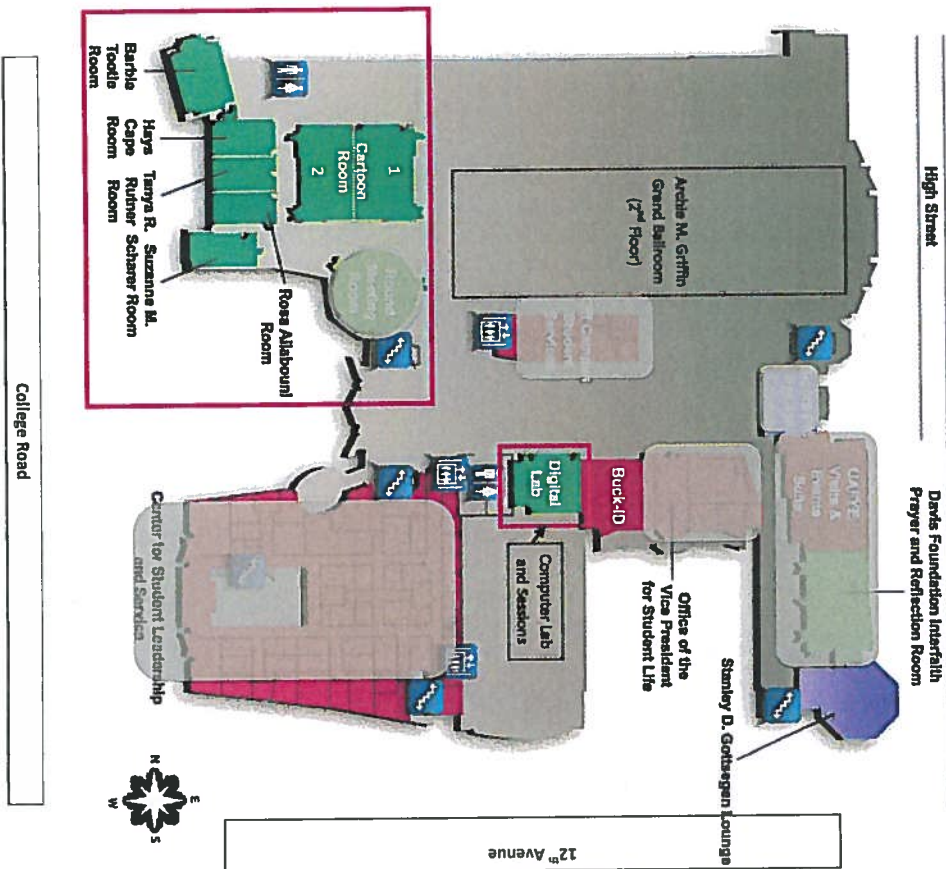 High Street
Davis Foundation Interfaith
Prayer and Reflection Room
Stanley D. Gottsegen Lounge
Archie M. Griffin
Grand Ballroom
(2nd Floor)
Office of the
Vice President
for Student Life
Buck-ID
Digital
Lab
Computer Lab
and Sessions
1
Cartoon
Room
2
Rosa Ailabouni
Room
Barbie
Tootle
Room
Hays
Cape
Room
Tanya R.
Rutner
Room
Suzanne M.
Scharer Room
Center for Student Leadership
and Service
N
E
W
S
12th Avenue
College Road